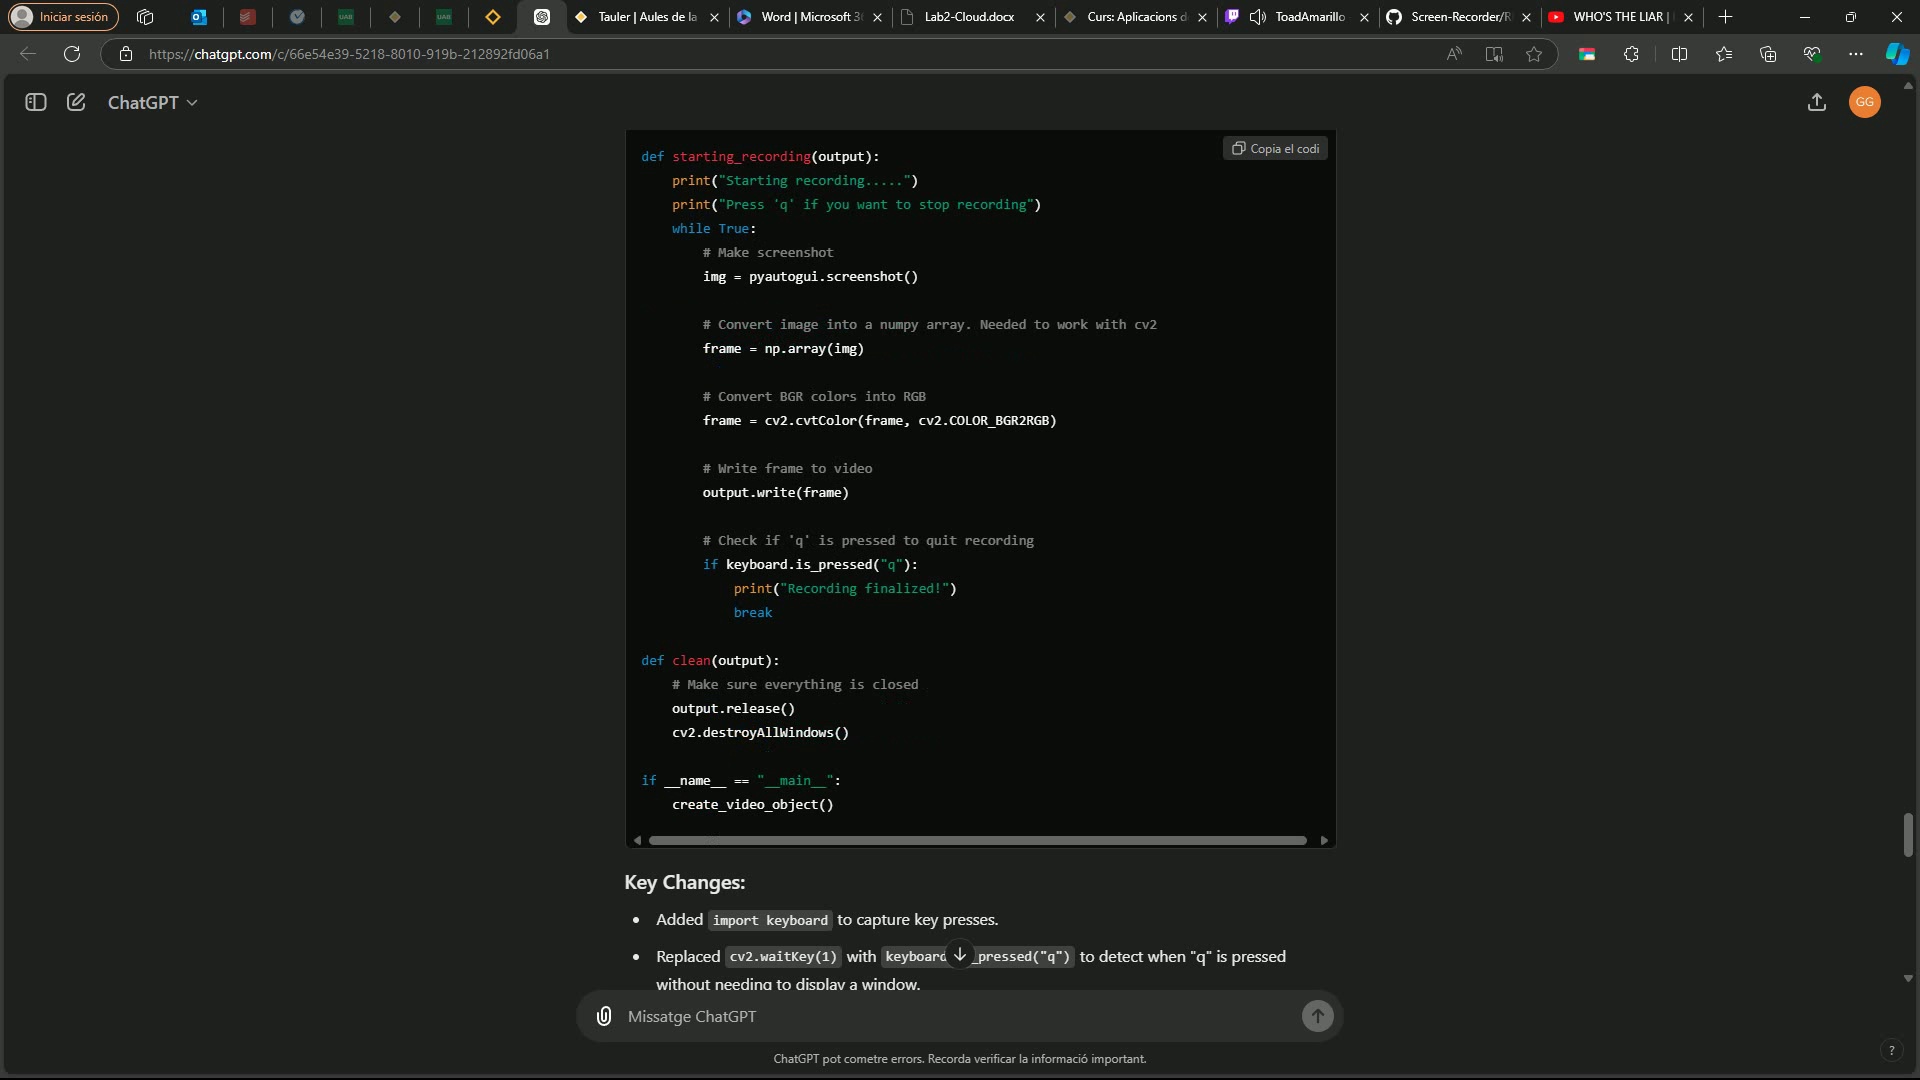 Iniciar sesión
UAB
UAB
Tauler | Aules de la
Word | Microsoft 3
Lab2-Cloud.docx
Curs: Aplicacions d
ToadAmarillo
Screen-Recorder/R
WHO'S THE LIAR |
https://chatgpt.com/c/66e54e39-5218-8010-919b-212892fd06a1
ChatGPT
GG
Copia el codi
def starting_recording(output):
    print("Starting recording.....")
    print("Press 'q' if you want to stop recording")
    while True:
        # Make screenshot
        img = pyautogui.screenshot()
        # Convert image into a numpy array. Needed to work with cv2
        frame = np.array(img)
        # Convert BGR colors into RGB
        frame = cv2.cvtColor(frame, cv2.COLOR_BGR2RGB)
        # Write frame to video
        output.write(frame)
        # Check if 'q' is pressed to quit recording
        if keyboard.is_pressed("q"):
            print("Recording finalized!")
            break
def clean(output):
    # Make sure everything is closed
    output.release()
    cv2.destroyAllWindows()
if __name__ == "__main__":
    create_video_object()
Key Changes:
• Added import keyboard to capture key presses.
• Replaced cv2.waitKey(1) with keyboard _pressed("q") to detect when "q" is pressed
without needing to display a window.
Missatge ChatGPT
ChatGPT pot cometre errors. Recorda verificar la informació important.
?